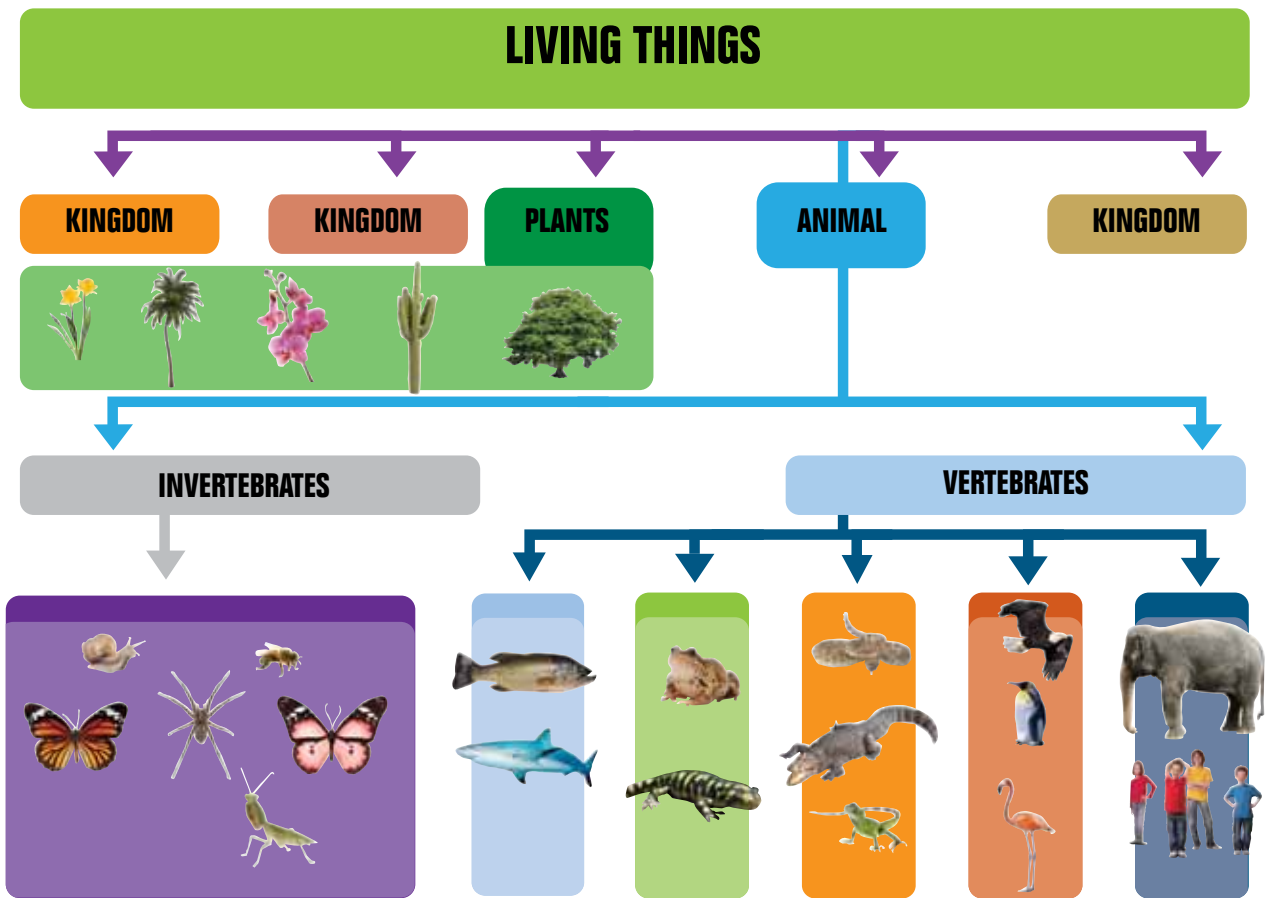 LIVING THINGS
KINGDOM
KINGDOM
PLANTS
ANIMAL
KINGDOM
INVERTEBRATES
VERTEBRATES